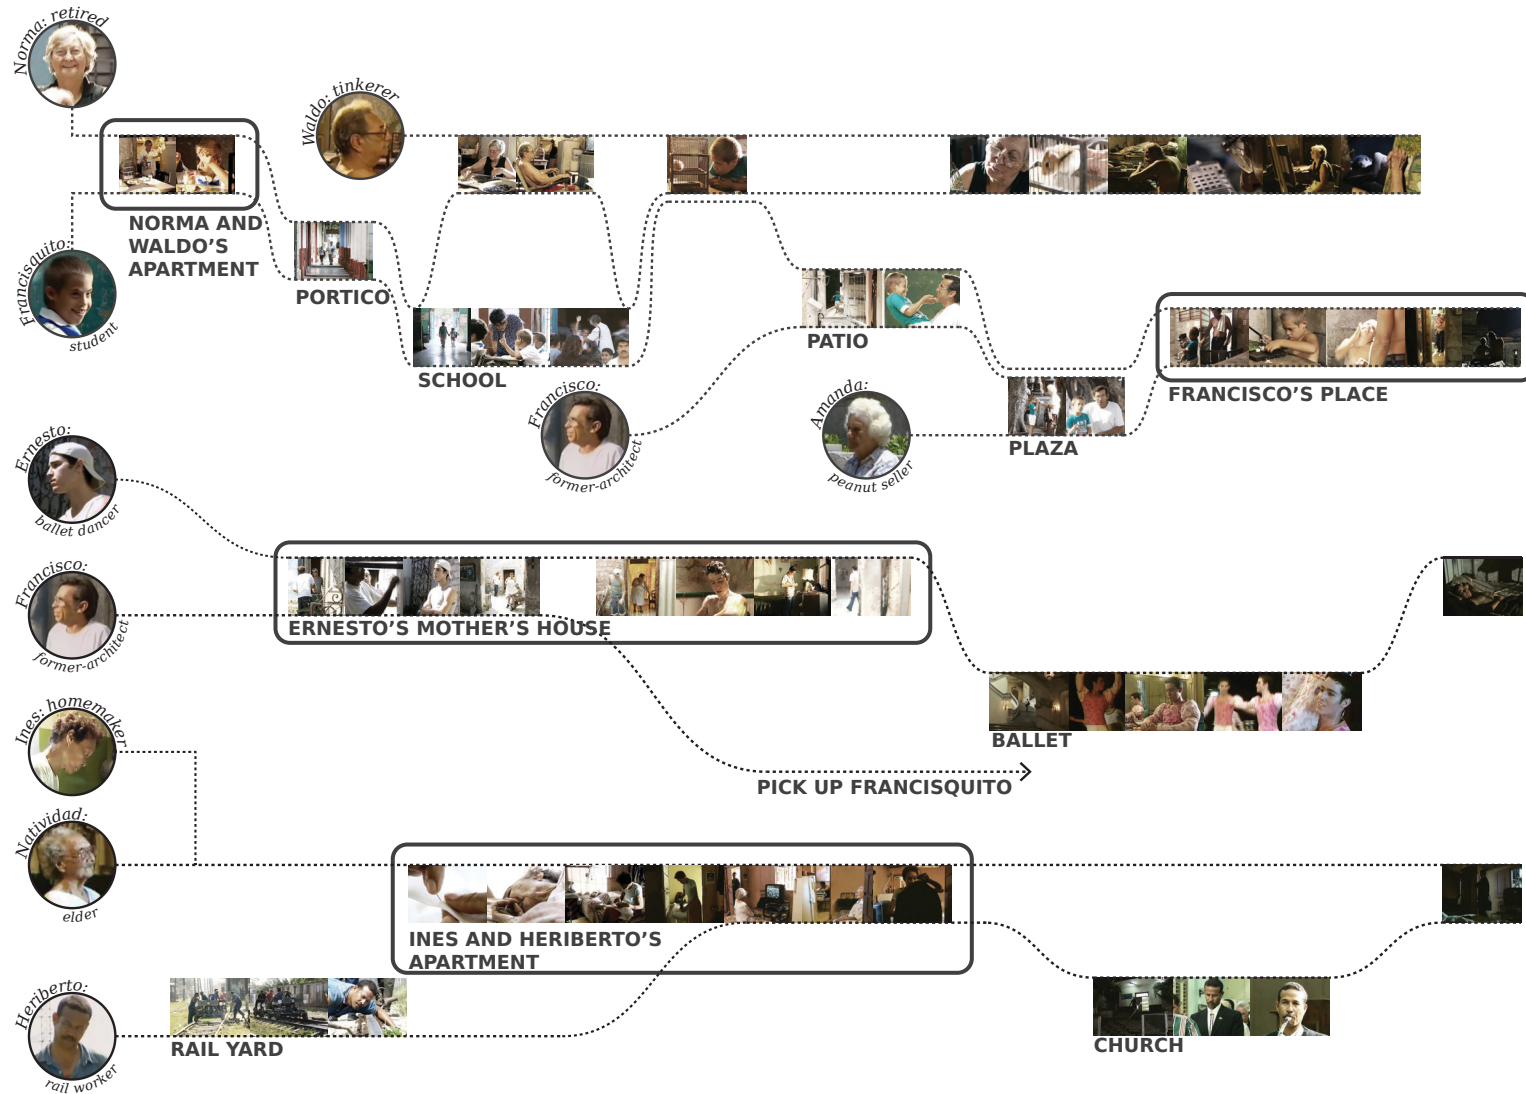 Norma: retired
Waldo: tinkerer
NORMA AND
WALDO’S
APARTMENT
Francisquito:
student
PORTICO
SCHOOL
PATIO
Francisco:
former-architect
Amanda:
peanut seller
PLAZA
FRANCISCO’S PLACE
Ernesto:
ballet dancer
Francisco:
former-architect
ERNESTO’S MOTHER’S HOUSE
BALLET
PICK UP FRANCISQUITO
Ines: homemaker
Natividad:
elder
INES AND HERIBERTO’S
APARTMENT
Heriberto:
rail worker
RAIL YARD
CHURCH